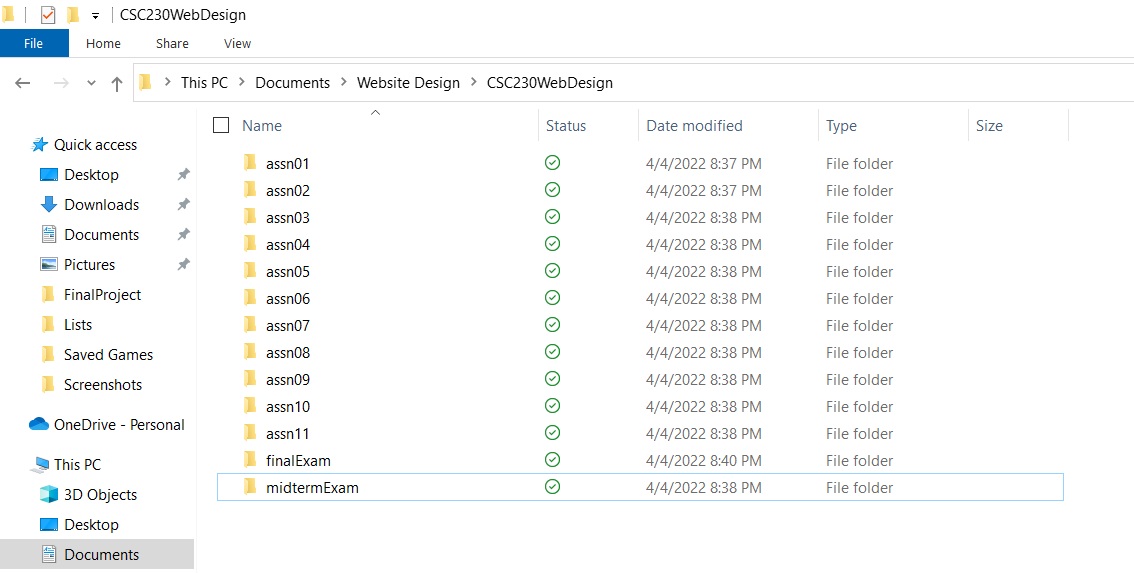 CSC230WebDesign
File Home Share View
This PC Documents Website Design CSC230WebDesign
Name Status Date modified Type Size
Quick access
Desktop
Downloads
Documents
Pictures
FinalProject
Lists
Saved Games
Screenshots
OneDrive - Personal
This PC
3D Objects
Desktop
Documents
assn01 4/4/2022 8:37 PM File folder
assn02 4/4/2022 8:37 PM File folder
assn03 4/4/2022 8:38 PM File folder
assn04 4/4/2022 8:38 PM File folder
assn05 4/4/2022 8:38 PM File folder
assn06 4/4/2022 8:38 PM File folder
assn07 4/4/2022 8:38 PM File folder
assn08 4/4/2022 8:38 PM File folder
assn09 4/4/2022 8:38 PM File folder
assn10 4/4/2022 8:38 PM File folder
assn11 4/4/2022 8:38 PM File folder
finalExam 4/4/2022 8:40 PM File folder
midtermExam 4/4/2022 8:38 PM File folder